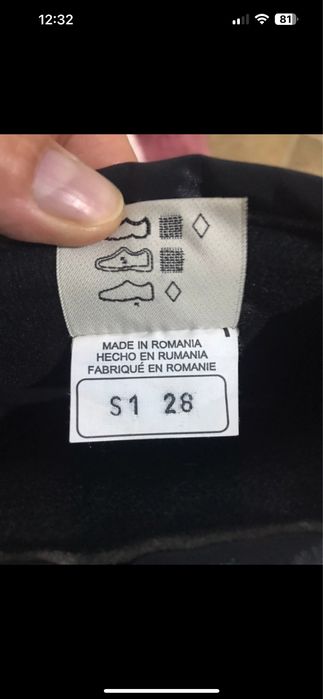 12:32
81
MADE IN ROMANIA
HECHO EN RUMANIA
FABRIQUÉ EN ROMANIE
S1 28